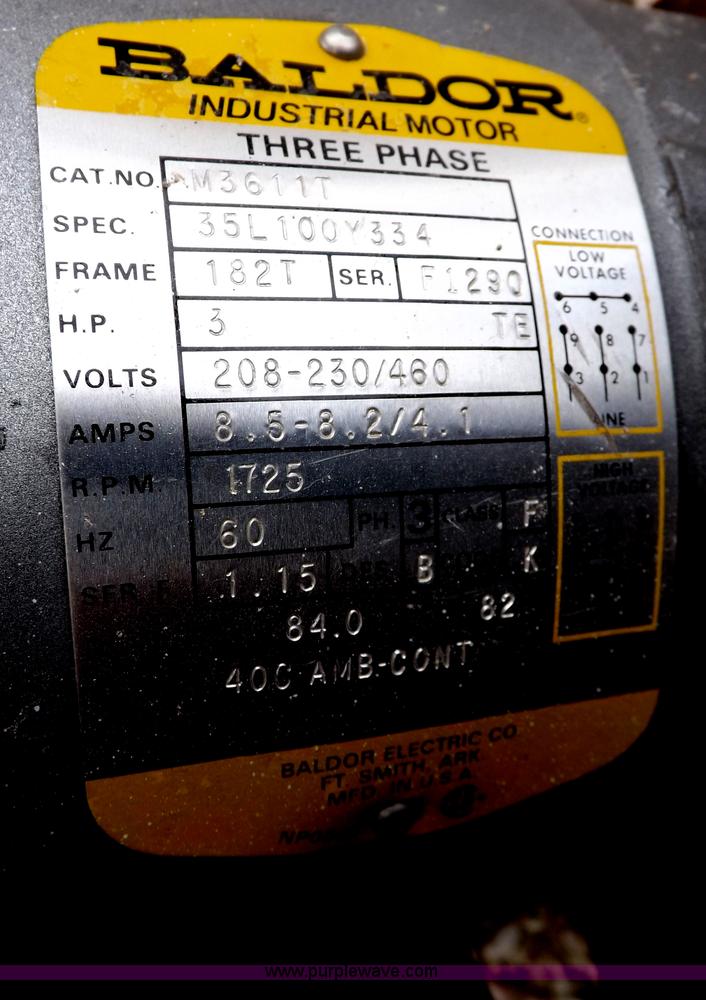 BALDOR®
INDUSTRIAL MOTOR
THREE PHASE
CAT.NO. M3611T
SPEC. 35L100Y334
FRAME 182T SER. F1290
H.P. 3 TE
VOLTS 208-230/460
AMPS 8.5-8.2/4.1
R.P.M. 1725
HZ 60 PH. 3 CLASS F
SER.F. 1.15 DES. B K
84.0 82
40C AMB-CONT
CONNECTION
LOW
VOLTAGE
6 5 4
9 8 7
3 2 1
LINE
HIGH
VOLTAGE
BALDOR ELECTRIC CO.
FT. SMITH, ARK.
MFD. IN U.S.A.
www.purplewave.com